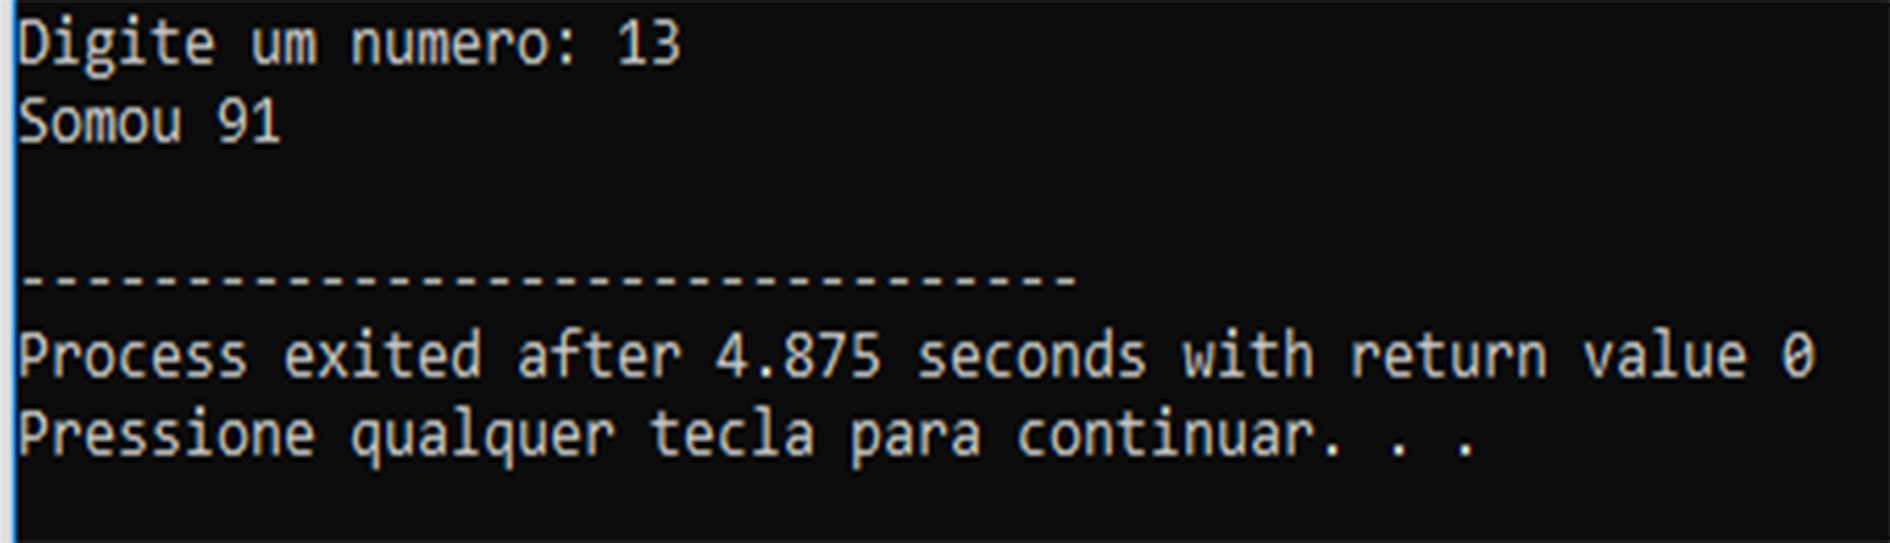 Digite um numero: 13
Somou 91
--------------------------------
Process exited after 4.875 seconds with return value 0
Pressione qualquer tecla para continuar. . .